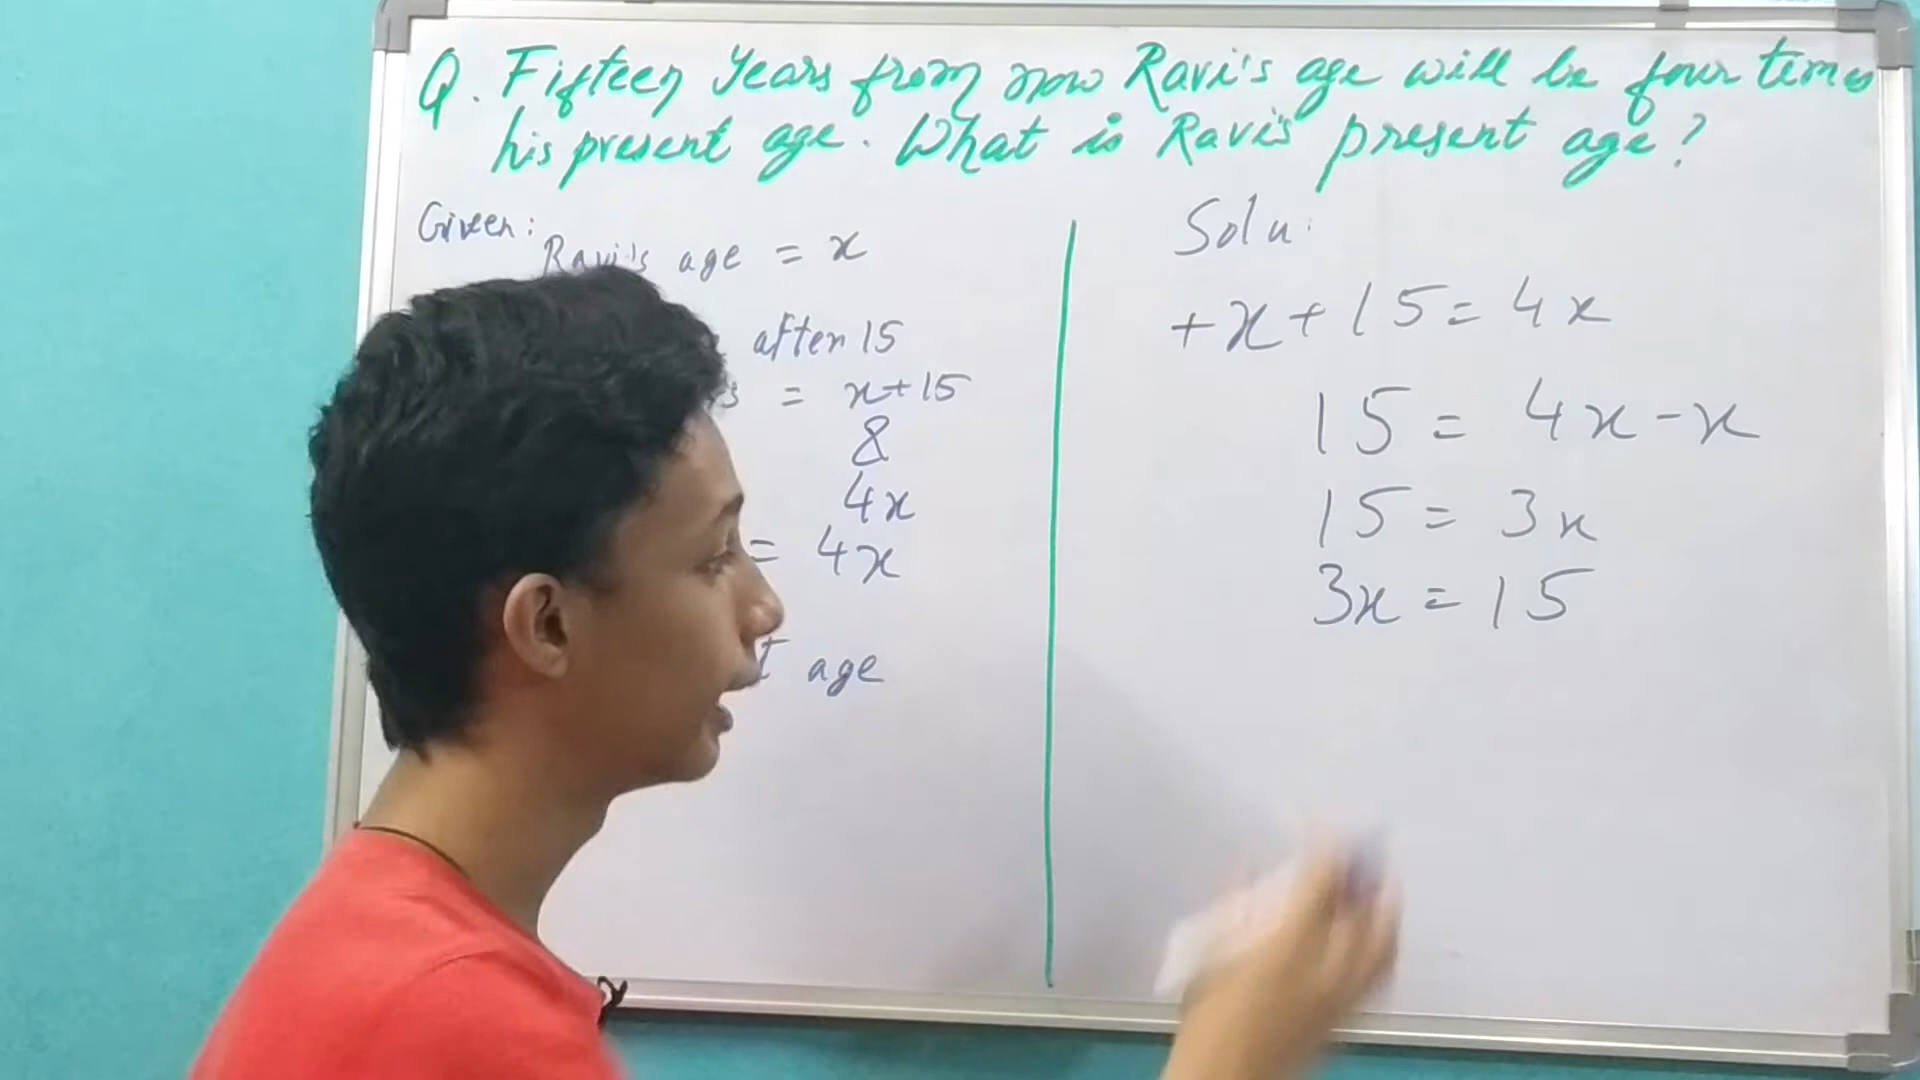 Q. Fifteen Years from now Ravi's age will be four times
his present age. What is Ravi's present age?
Given:
Ravi's age = x
after 15
= x+15
8
4x
= 4x
age
Solu:
+x+15=4x
15= 4x-x
15= 3x
3x=15